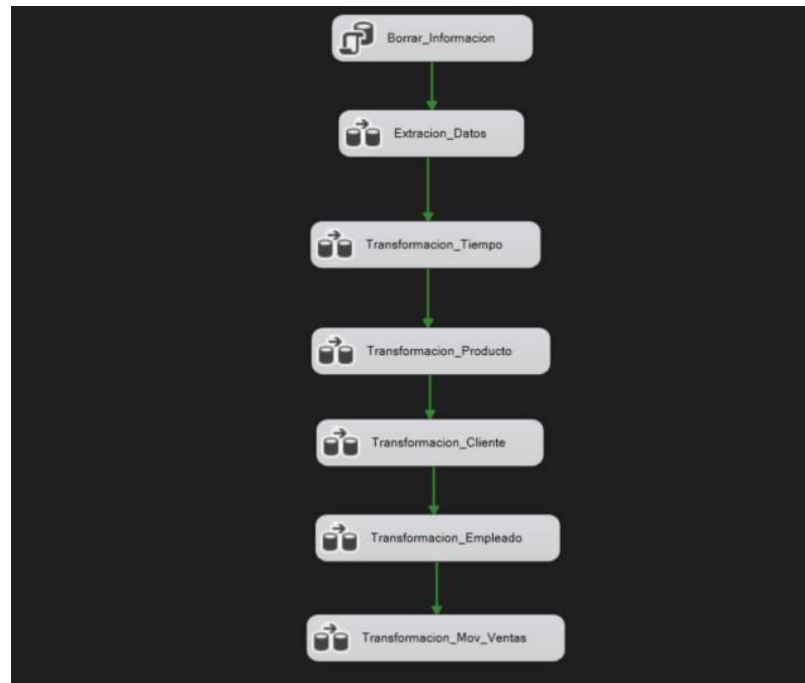 Borrar_Informacion
Extracion_Datos
Transformacion_Tiempo
Transformacion_Producto
Transformacion_Cliente
Transformacion_Empleado
Transformacion_Mov_Ventas